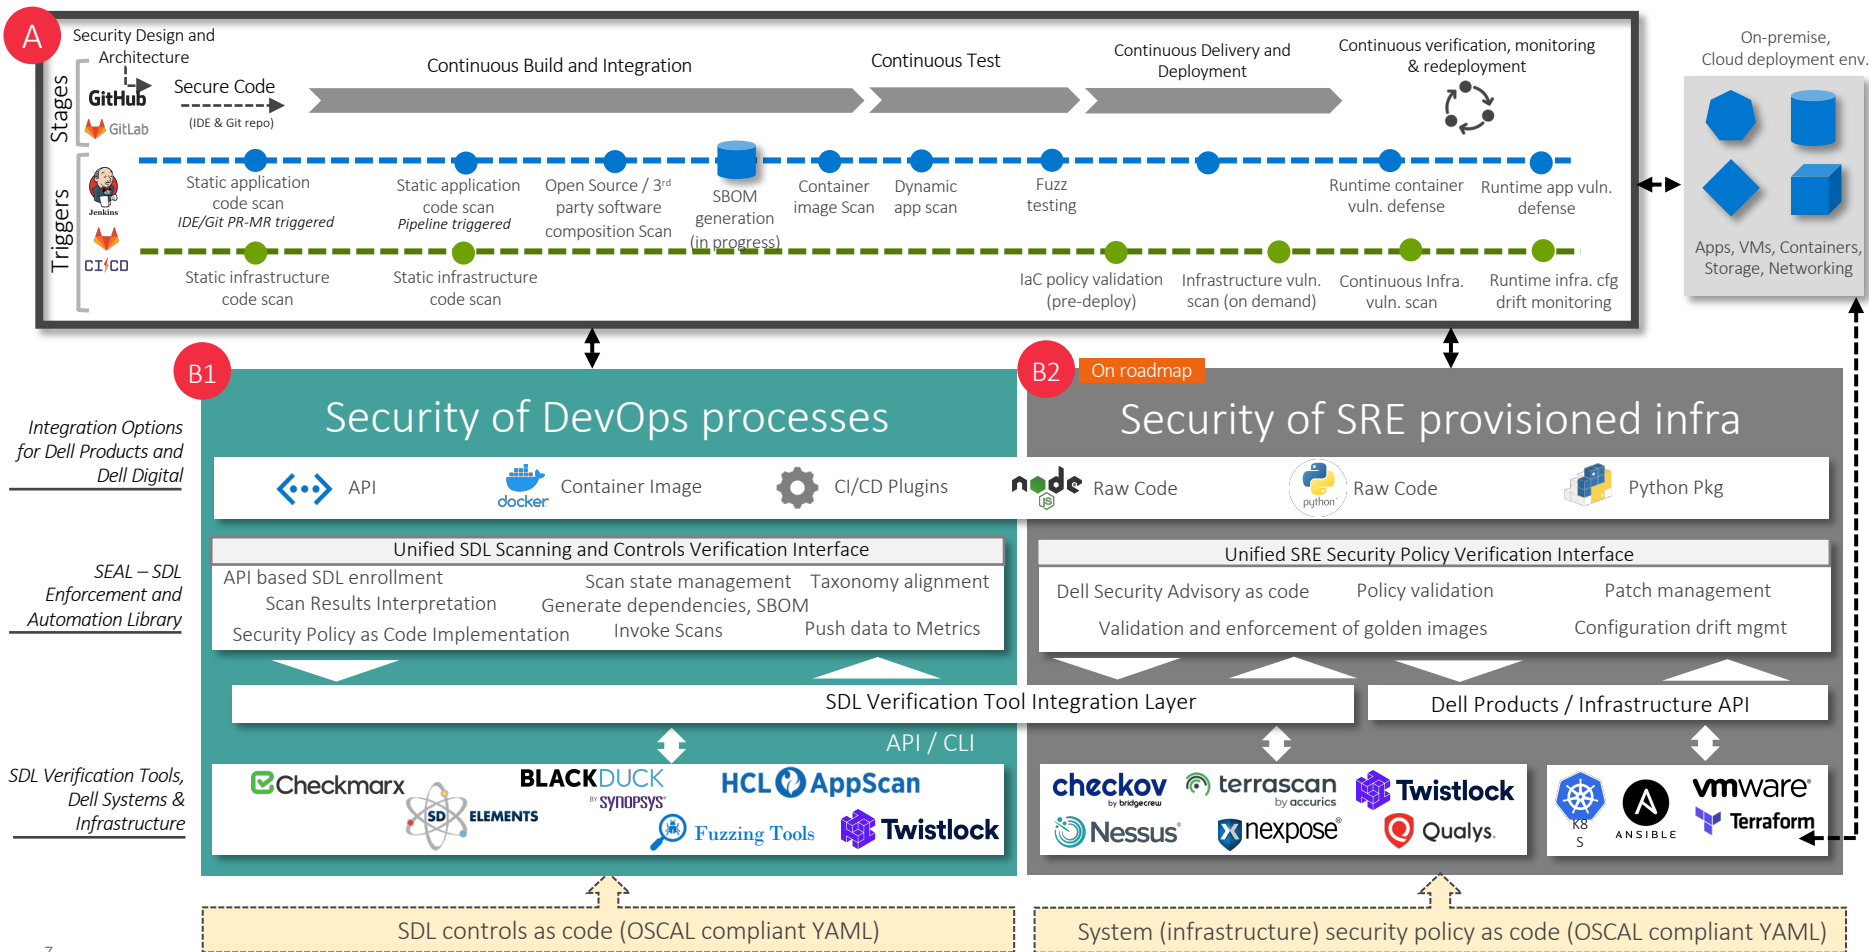 A
Security Design and
Architecture
Stages
GitHub
GitLab
Secure Code
(IDE & Git repo)
Continuous Build and Integration
Continuous Test
Continuous Delivery and
Deployment
Continuous verification, monitoring
& redeployment
On-premise,
Cloud deployment env.
Apps, VMs, Containers,
Storage, Networking
Triggers
Jenkins
CI/CD
Static application
code scan
IDE/Git PR-MR triggered
Static application
code scan
Pipeline triggered
Open Source / 3rd
party software
composition Scan
SBOM
generation
(in progress)
Container
image Scan
Dynamic
app scan
Fuzz
testing
Runtime container
vuln. defense
Runtime app vuln.
defense
Static infrastructure
code scan
Static infrastructure
code scan
IaC policy validation
(pre-deploy)
Infrastructure vuln.
scan (on demand)
Continuous Infra.
vuln. scan
Runtime infra. cfg
drift monitoring
B1
Security of DevOps processes
B2
On roadmap
Security of SRE provisioned infra
Integration Options
for Dell Products and
Dell Digital
API
docker
Container Image
CI/CD Plugins
node
JS
Raw Code
python
Raw Code
Python Pkg
SEAL – SDL
Enforcement and
Automation Library
Unified SDL Scanning and Controls Verification Interface
API based SDL enrollment
Scan state management
Taxonomy alignment
Scan Results Interpretation
Generate dependencies, SBOM
Security Policy as Code Implementation
Invoke Scans
Push data to Metrics
Unified SRE Security Policy Verification Interface
Dell Security Advisory as code
Policy validation
Patch management
Validation and enforcement of golden images
Configuration drift mgmt
SDL Verification Tool Integration Layer
Dell Products / Infrastructure API
API / CLI
SDL Verification Tools,
Dell Systems &
Infrastructure
Checkmarx
SD ELEMENTS
BLACKDUCK
BY SYNOPSYS
HCL AppScan
Fuzzing Tools
Twistlock
checkov
by bridgecrew
terrascan
by accurics
Twistlock
Nessus
nexpose
Qualys.
K8
S
A
ANSIBLE
vmware
Terraform
SDL controls as code (OSCAL compliant YAML)
System (infrastructure) security policy as code (OSCAL compliant YAML)